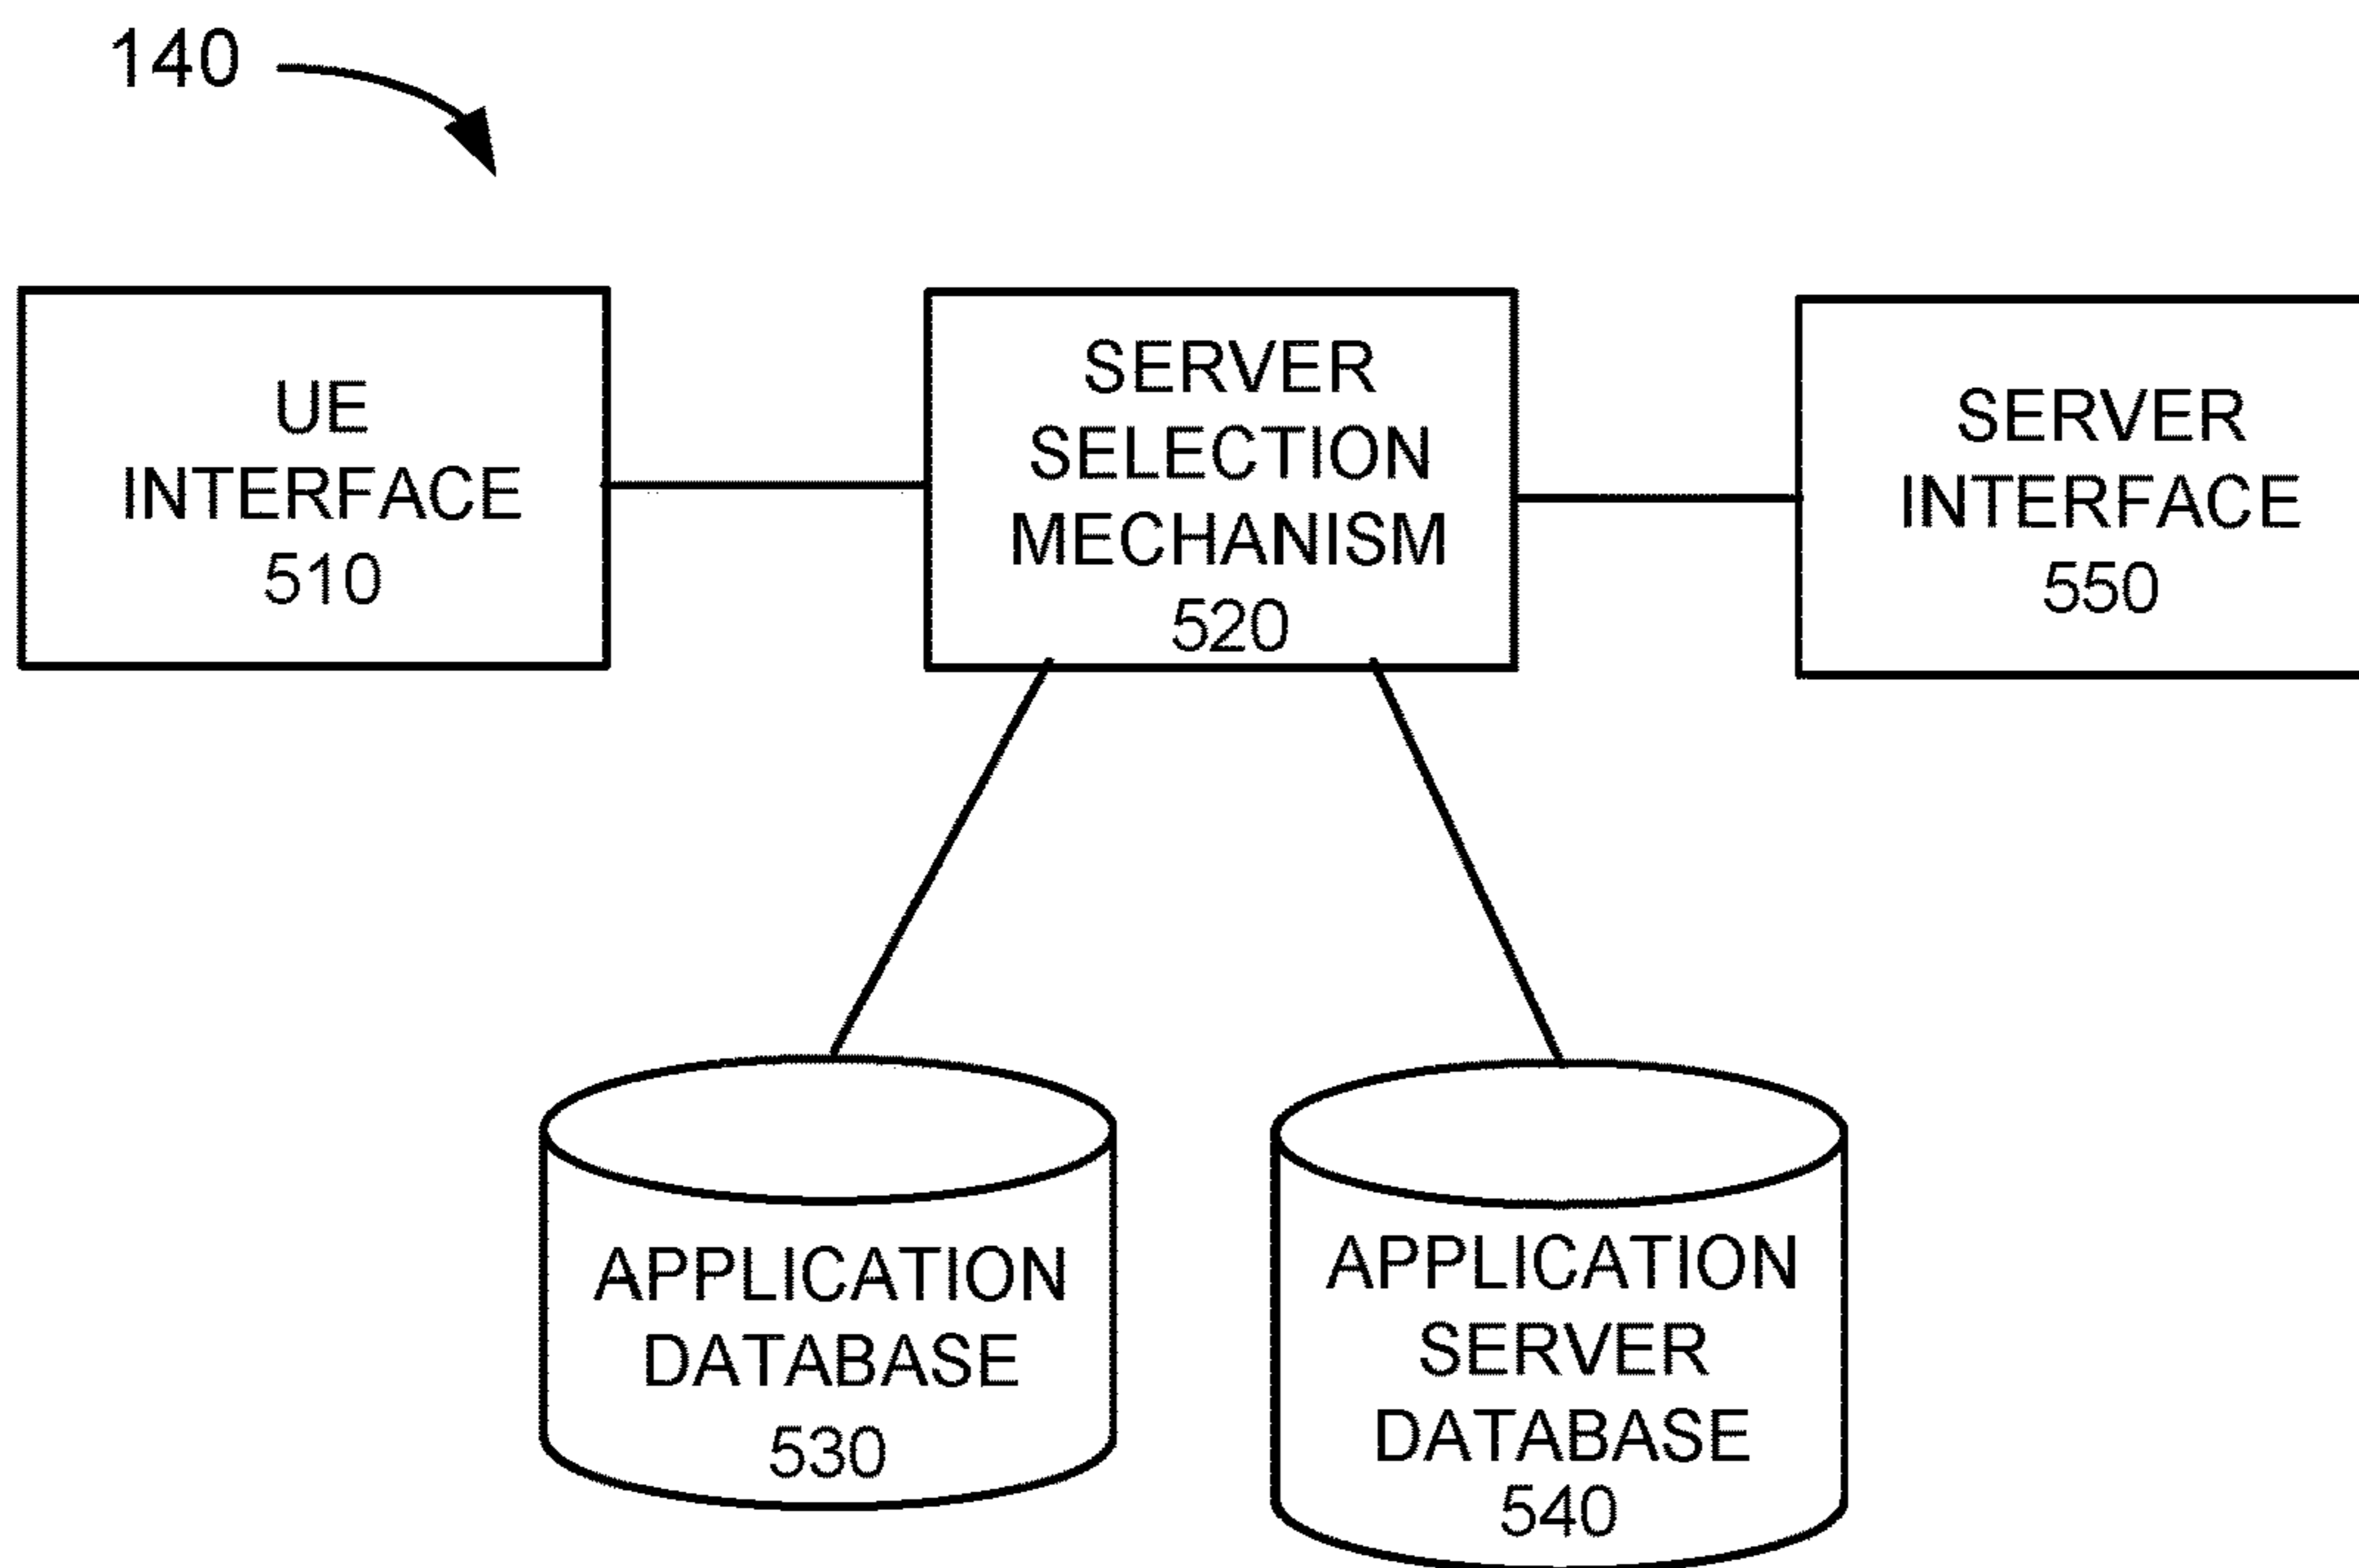 140
UE
INTERFACE
510
SERVER
SELECTION
MECHANISM
520
SERVER
INTERFACE
550
APPLICATION
DATABASE
530
APPLICATION
SERVER
DATABASE
540